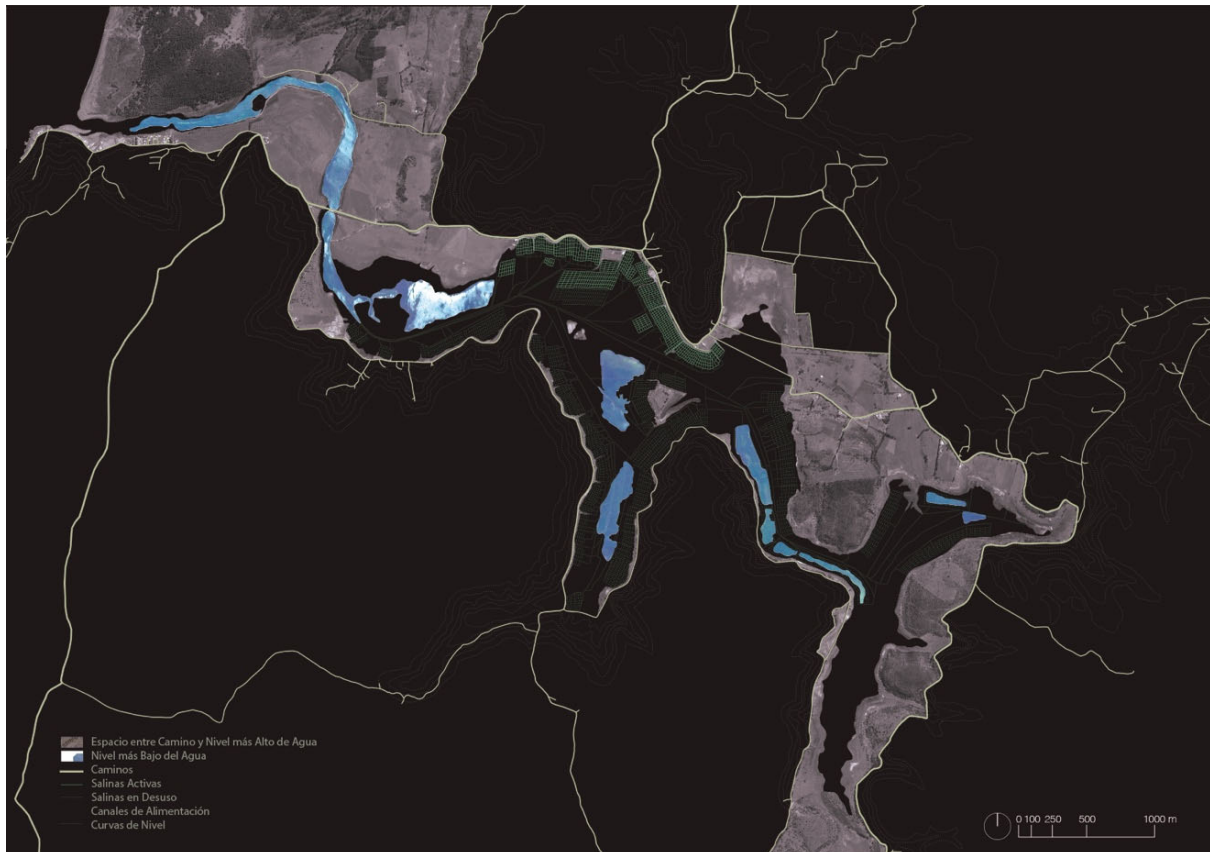 Espacio entre Camino y Nivel más Alto de Agua
Nivel más Bajo del Agua
Caminos
Salinas Activas
Salinas en Desuso
Canales de Alimentación
Curvas de Nivel
0 100 250 500 1000 m